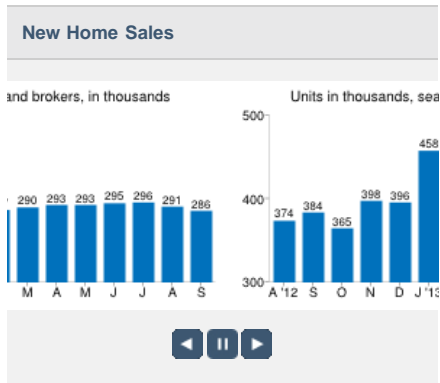 New Home Sales
and brokers, in thousands
290 293 293 295 296 291 286
M A M J J A S
Units in thousands, sea
500
400
300
374 384 365 398 396 458
A '12 S O N D J '13